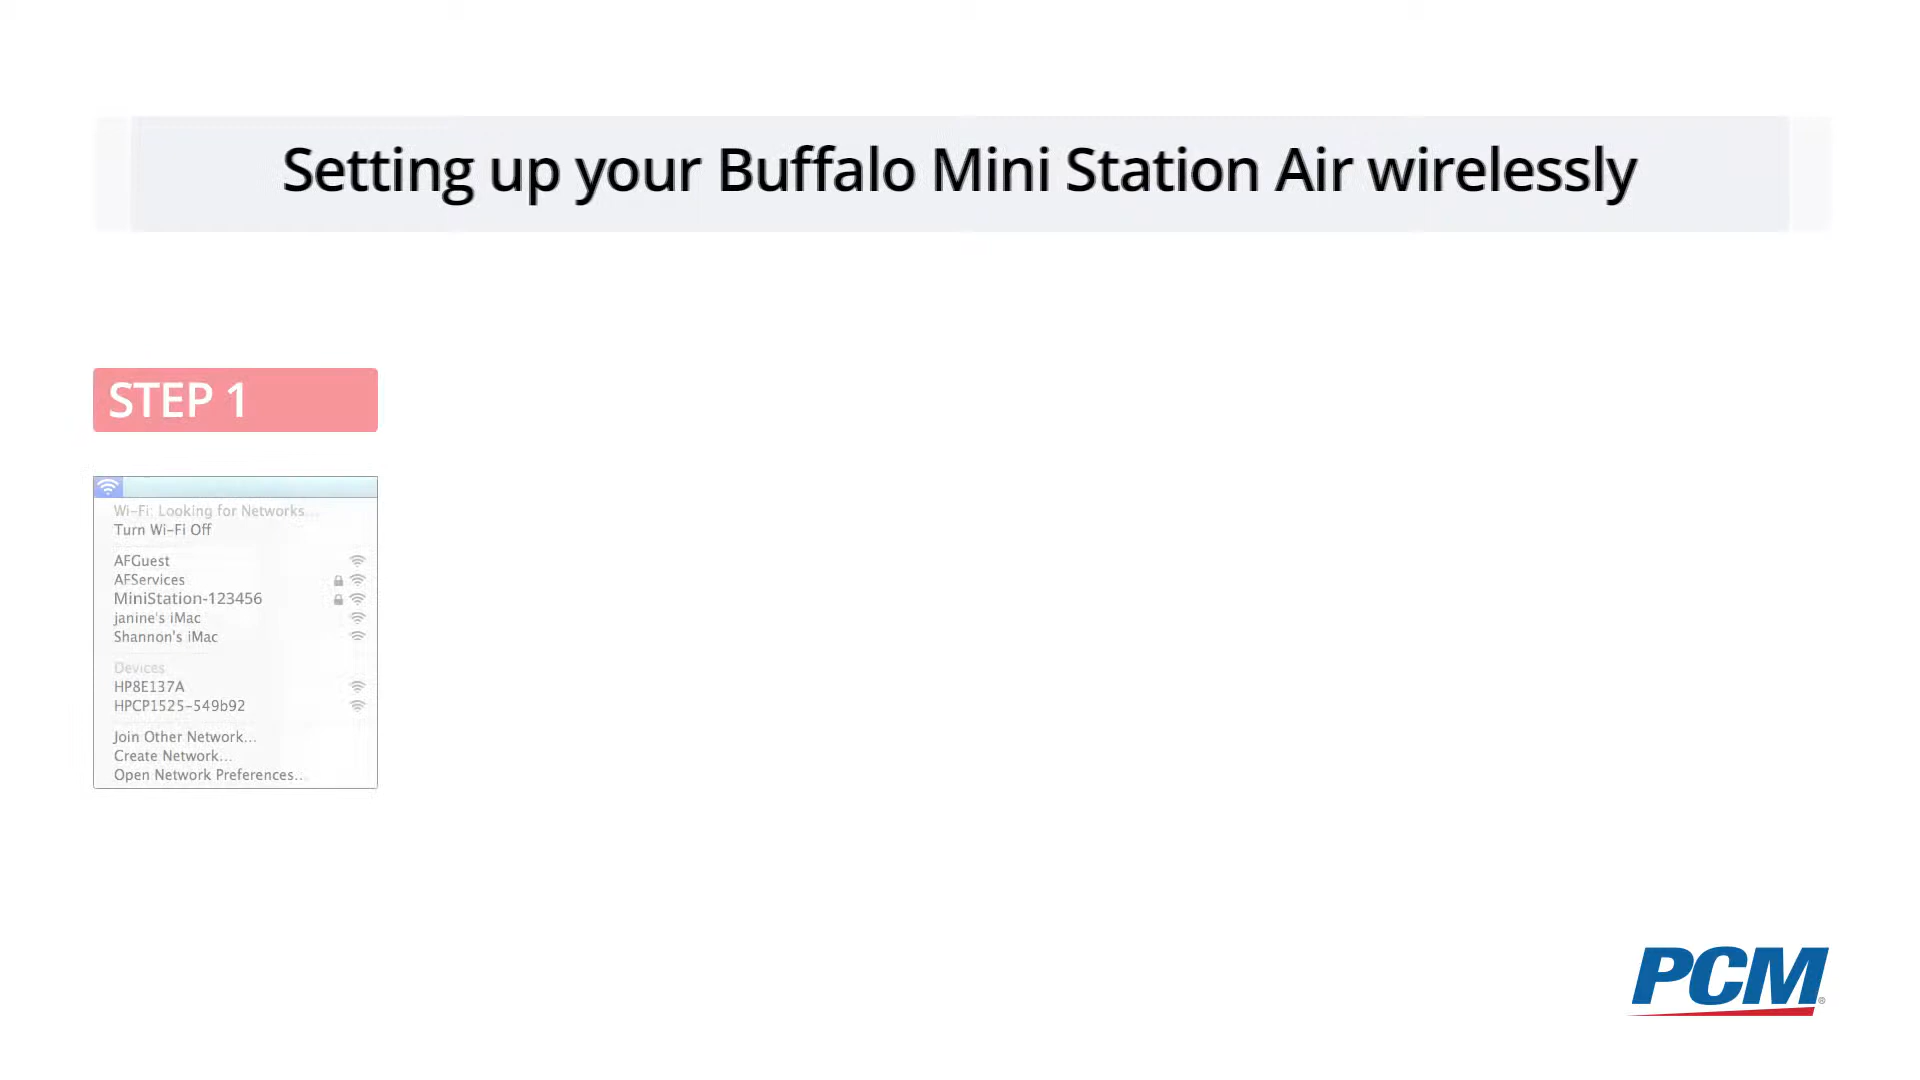 Setting up your Buffalo Mini Station Air wirelessly
STEP 1
Wi-Fi: Looking for Networks...
Turn Wi-Fi Off
AFGuest
AFServices
MiniStation-123456
janine's iMac
Shannon's iMac
Devices
HP8E137A
HPCP1525-549b92
Join Other Network...
Create Network...
Open Network Preferences...
PCM®